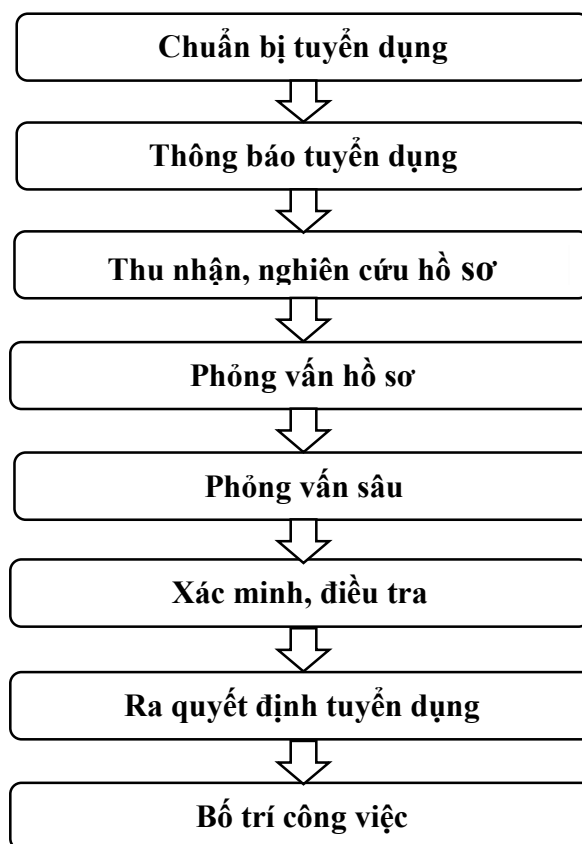 Chuẩn bị tuyển dụng
Thông báo tuyển dụng
Thu nhận, nghiên cứu hồ sơ
Phỏng vấn hồ sơ
Phỏng vấn sâu
Xác minh, điều tra
Ra quyết định tuyển dụng
Bố trí công việc